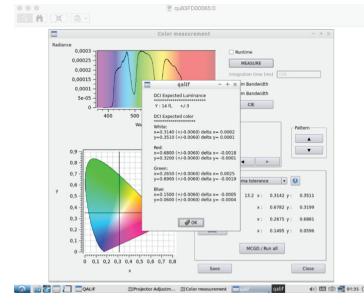 qaliFD00065:0
Color measurement
Radiance
0,0003
0,00025
0,0002
0,00015
0,0001
5e-05
0
400
500
Runtime
MEASURE
Integration time (ms)
m Bandwidth
m Bandwidth
CIE
Pattern
qalif
DCI Expected Luminance
Y : 14 fL +/-3
DCI Expected color
White:
x=0.3140 (+/-0.0060) delta x= 0.0002
y=0.3510 (+/-0.0060) delta y= 0.0001
Red:
x=0.6800 (+/-0.0060) delta x= -0.0018
y=0.3200 (+/-0.0060) delta y= -0.0001
Green:
x=0.2650 (+/-0.0060) delta x= 0.0025
y=0.6900 (+/-0.0060) delta y= -0.0019
Blue:
x=0.1500 (+/-0.0060) delta x= -0.0005
y=0.0600 (+/-0.0060) delta y= -0.0004
OK
0,9
0,8
0,7
0,6
0,5
0,4
0,3
0,2
0,1
0
y
0 0,1 0,2 0,3 0,4 0,5 0,6 0,7 0,8
x
ma tolerance
13.2 x : 0.3142 y : 0.3511
x : 0.6782 y : 0.3199
x : 0.2675 y : 0.6881
x : 0.1495 y : 0.0596
MCGD / Run all
Save
Close
QALIF
Projector Adjustm...
Color measurement
qalif
01:35